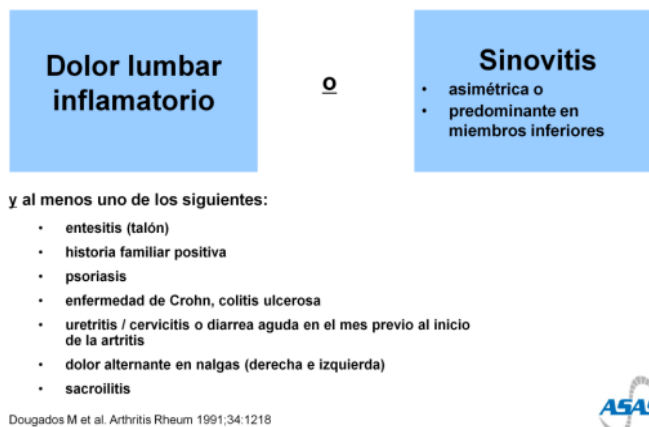 Dolor lumbar
inflamatorio
o
Sinovitis
• asimétrica o
• predominante en
miembros inferiores
y al menos uno de los siguientes:
• entesitis (talón)
• historia familiar positiva
• psoriasis
• enfermedad de Crohn, colitis ulcerosa
• uretritis / cervicitis o diarrea aguda en el mes previo al inicio
de la artritis
• dolor alternante en nalgas (derecha e izquierda)
• sacroilitis
Dougados M et al. Arthritis Rheum 1991;34:1218
ASAS